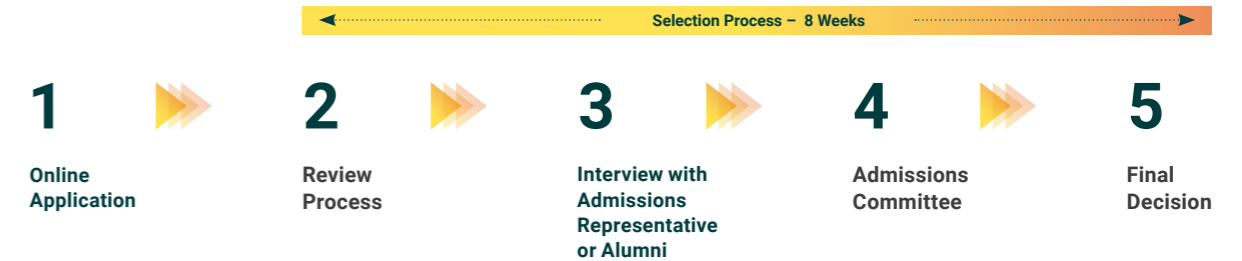 Selection Process – 8 Weeks
1
2
3
4
5
Online
Application
Review
Process
Interview with
Admissions
Representative
or Alumni
Admissions
Committee
Final
Decision